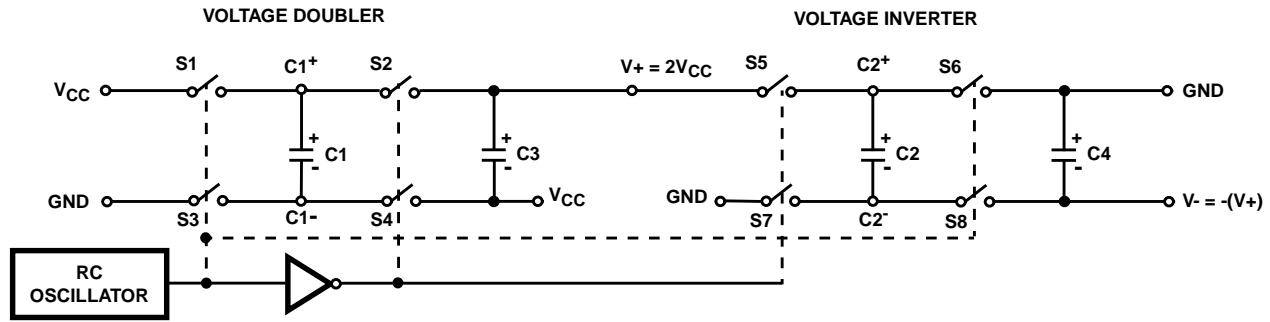 VOLTAGE DOUBLER
VOLTAGE INVERTER
S1 C1+ S2 V+ = 2VCC S5 C2+ S6
VCC GND
+ + + +
C1 C3 C2 C4
- - - -
GND VCC GND V- = -(V+)
S3 C1- S4 S7 C2- S8
RC
OSCILLATOR